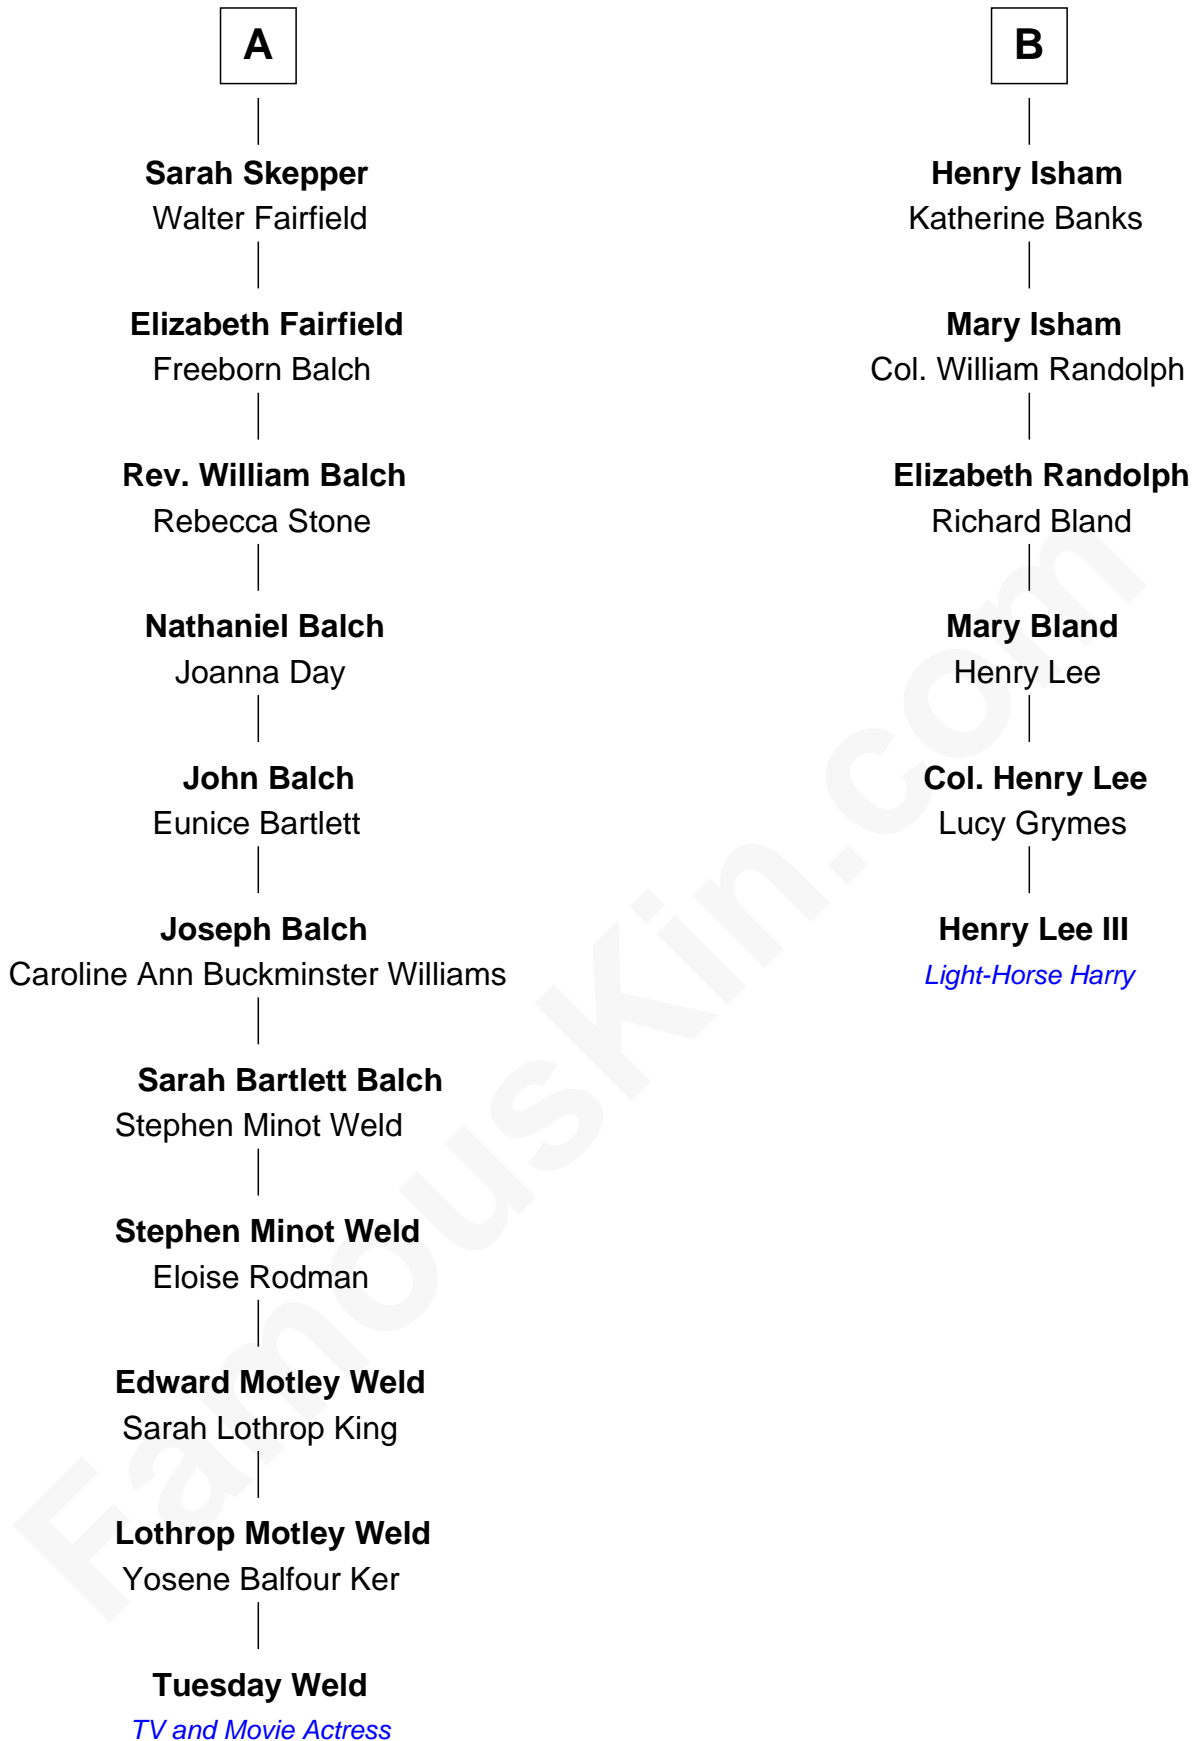 A
Sarah Skepper
Walter Fairfield
Elizabeth Fairfield
Freeborn Balch
Rev. William Balch
Rebecca Stone
Nathaniel Balch
Joanna Day
John Balch
Eunice Bartlett
Joseph Balch
Caroline Ann Buckminster Williams
Sarah Bartlett Balch
Stephen Minot Weld
Stephen Minot Weld
Eloise Rodman
Edward Motley Weld
Sarah Lothrop King
Lothrop Motley Weld
Yosene Balfour Ker
Tuesday Weld
TV and Movie Actress
B
Henry Isham
Katherine Banks
Mary Isham
Col. William Randolph
Elizabeth Randolph
Richard Bland
Mary Bland
Henry Lee
Col. Henry Lee
Lucy Grymes
Henry Lee III
Light-Horse Harry
FamousKin.com